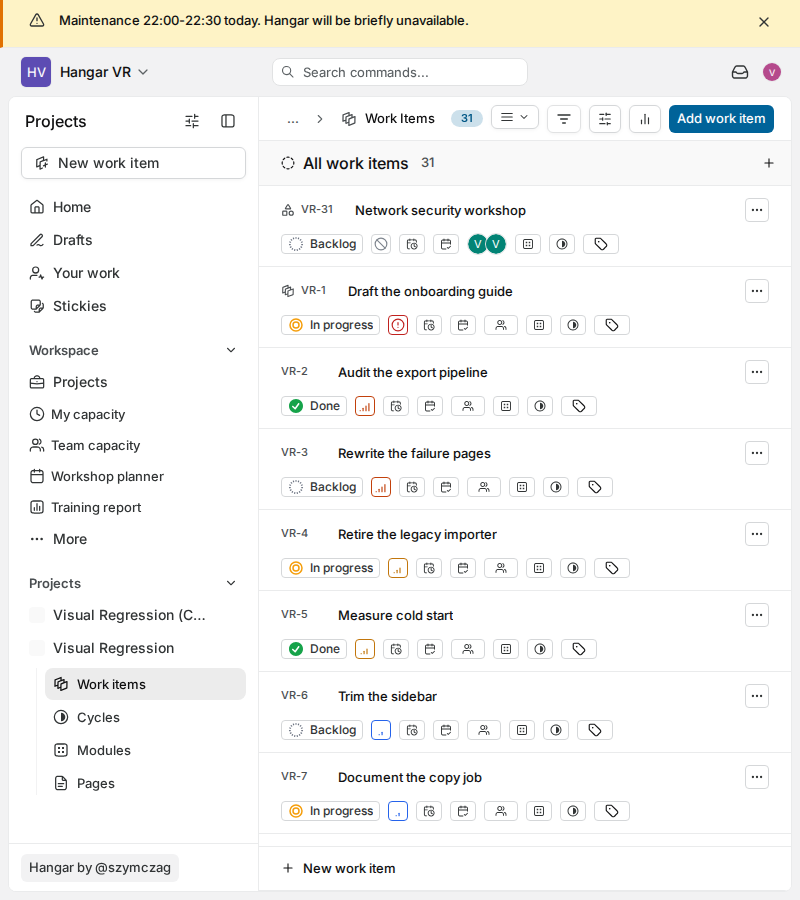 Maintenance 22:00-22:30 today. Hangar will be briefly unavailable.
HV Hangar VR
Search commands...
V
Projects
New work item
Home
Drafts
Your work
Stickies
Workspace
Projects
My capacity
Team capacity
Workshop planner
Training report
More
Projects
Visual Regression (C...
Visual Regression
Work items
Cycles
Modules
Pages
Hangar by @szymczag
... Work Items 31 Add work item
All work items 31
VR-31 Network security workshop
Backlog V V
VR-1 Draft the onboarding guide
In progress
VR-2 Audit the export pipeline
Done
VR-3 Rewrite the failure pages
Backlog
VR-4 Retire the legacy importer
In progress
VR-5 Measure cold start
Done
VR-6 Trim the sidebar
Backlog
VR-7 Document the copy job
In progress
New work item